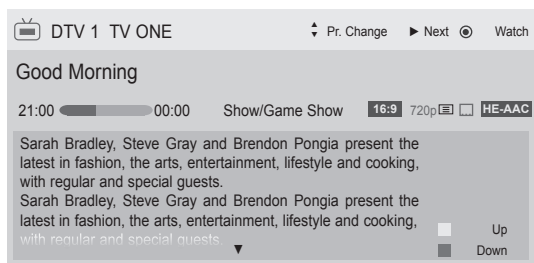 DTV 1 TV ONE Pr. Change Next Watch
Good Morning
21:00 00:00 Show/Game Show 16:9 720p HE-AAC
Sarah Bradley, Steve Gray and Brendon Pongia present the
latest in fashion, the arts, entertainment, lifestyle and cooking,
with regular and special guests.
Sarah Bradley, Steve Gray and Brendon Pongia present the
latest in fashion, the arts, entertainment, lifestyle and cooking,
with regular and special guests.
Up
Down